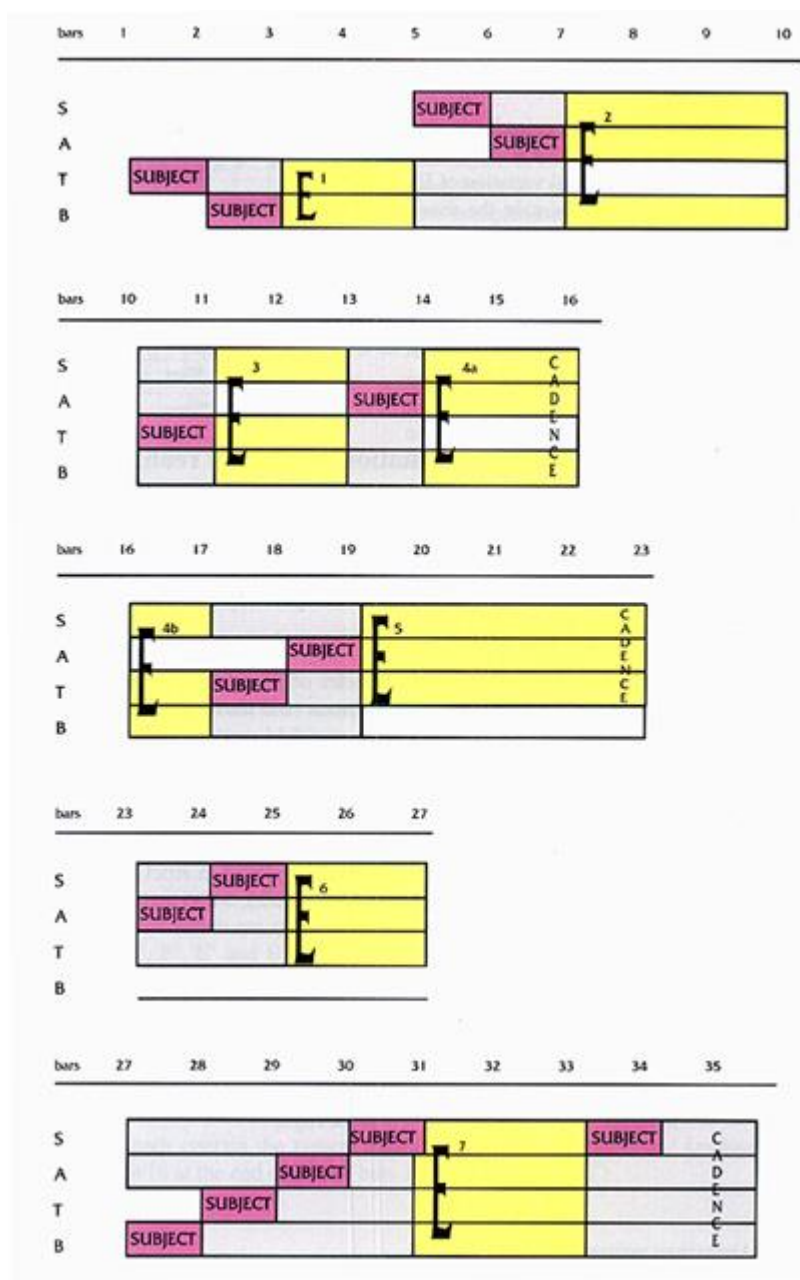 bars 1 2 3 4 5 6 7 8 9 10
S SUBJECT
2
A SUBJECT
T SUBJECT 1
B SUBJECT
bars 10 11 12 13 14 15 16
S 3 4a
A SUBJECT
T SUBJECT
B
CADENCE
bars 16 17 18 19 20 21 22 23
S 4b 5
A SUBJECT
T SUBJECT
B
CADENCE
bars 23 24 25 26 27
S SUBJECT 6
A SUBJECT
T
B
bars 27 28 29 30 31 32 33 34 35
S SUBJECT 7 SUBJECT
A SUBJECT
T SUBJECT
B SUBJECT
CADENCE